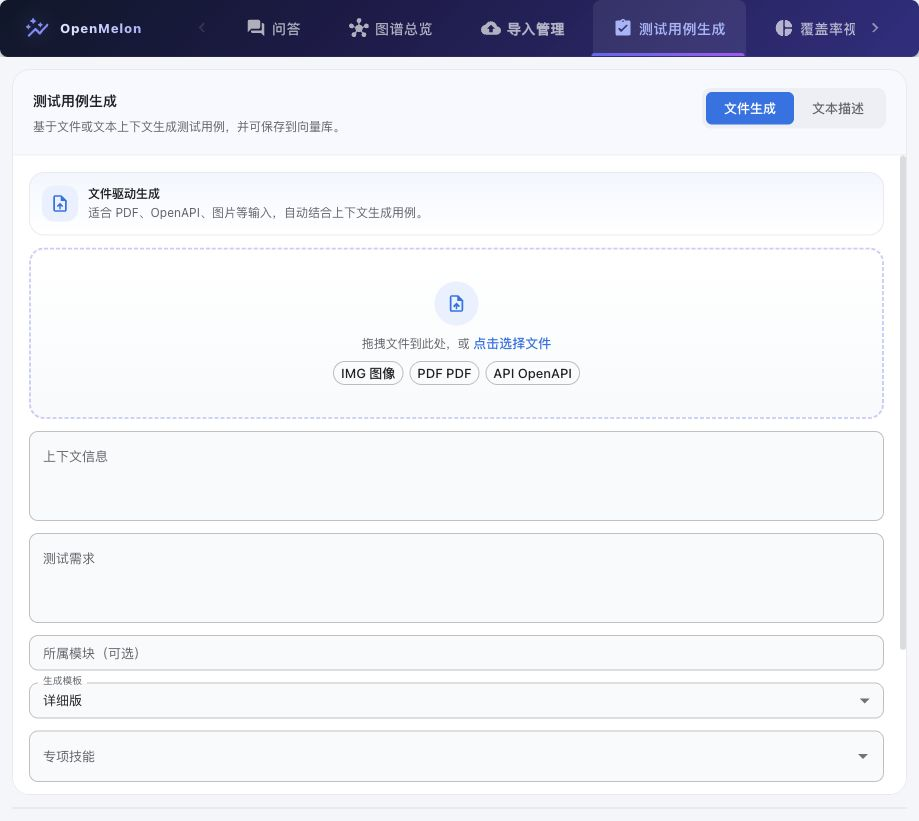 OpenMelon
问答
图谱总览
导入管理
测试用例生成
覆盖率视
测试用例生成
基于文件或文本上下文生成测试用例，并可保存到向量库。
文件生成
文本描述
文件驱动生成
适合 PDF、OpenAPI、图片等输入，自动结合上下文生成用例。
拖拽文件到此处，或 点击选择文件
IMG 图像
PDF PDF
API OpenAPI
上下文信息
测试需求
所属模块（可选）
生成模板
详细版
专项技能